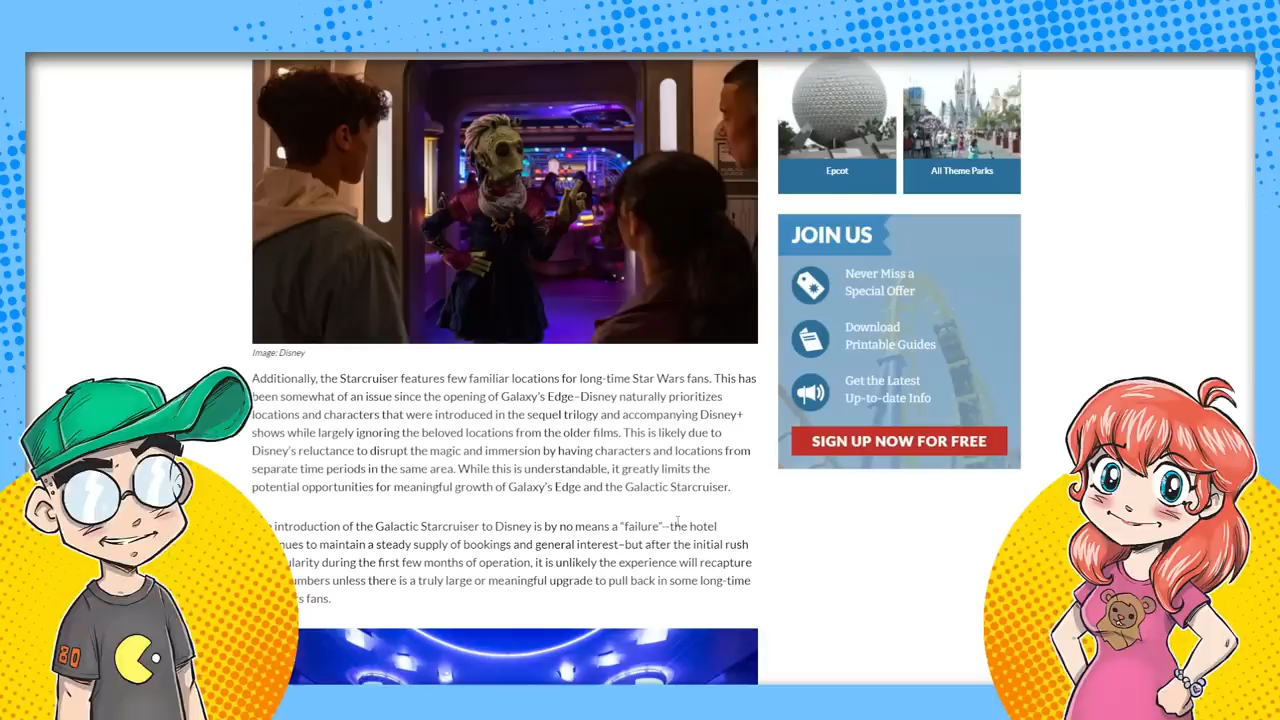 Epcot
All Theme Parks
JOIN US
Never Miss a
Special Offer
Download
Printable Guides
Get the Latest
Up-to-date Info
SIGN UP NOW FOR FREE
Image: Disney
Additionally, the Starcruiser features few familiar locations for long-time Star Wars fans. This has
been somewhat of an issue since the opening of Galaxy's Edge–Disney naturally prioritizes
locations and characters that were introduced in the sequel trilogy and accompanying Disney+
shows while largely ignoring the beloved locations from the older films. This is likely due to
Disney's reluctance to disrupt the magic and immersion by having characters and locations from
separate time periods in the same area. While this is understandable, it greatly limits the
potential opportunities for meaningful growth of Galaxy's Edge and the Galactic Starcruiser.
introduction of the Galactic Starcruiser to Disney is by no means a "failure"--the hotel
nues to maintain a steady supply of bookings and general interest–but after the initial rush
ularity during the first few months of operation, it is unlikely the experience will recapture
umbers unless there is a truly large or meaningful upgrade to pull back in some long-time
s fans.
80